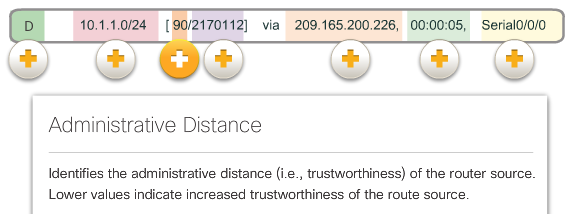 D 10.1.1.0/24 [ 90/2170112] via 209.165.200.226, 00:00:05, Serial0/0/0
Administrative Distance
Identifies the administrative distance (i.e., trustworthiness) of the router source.
Lower values indicate increased trustworthiness of the route source.